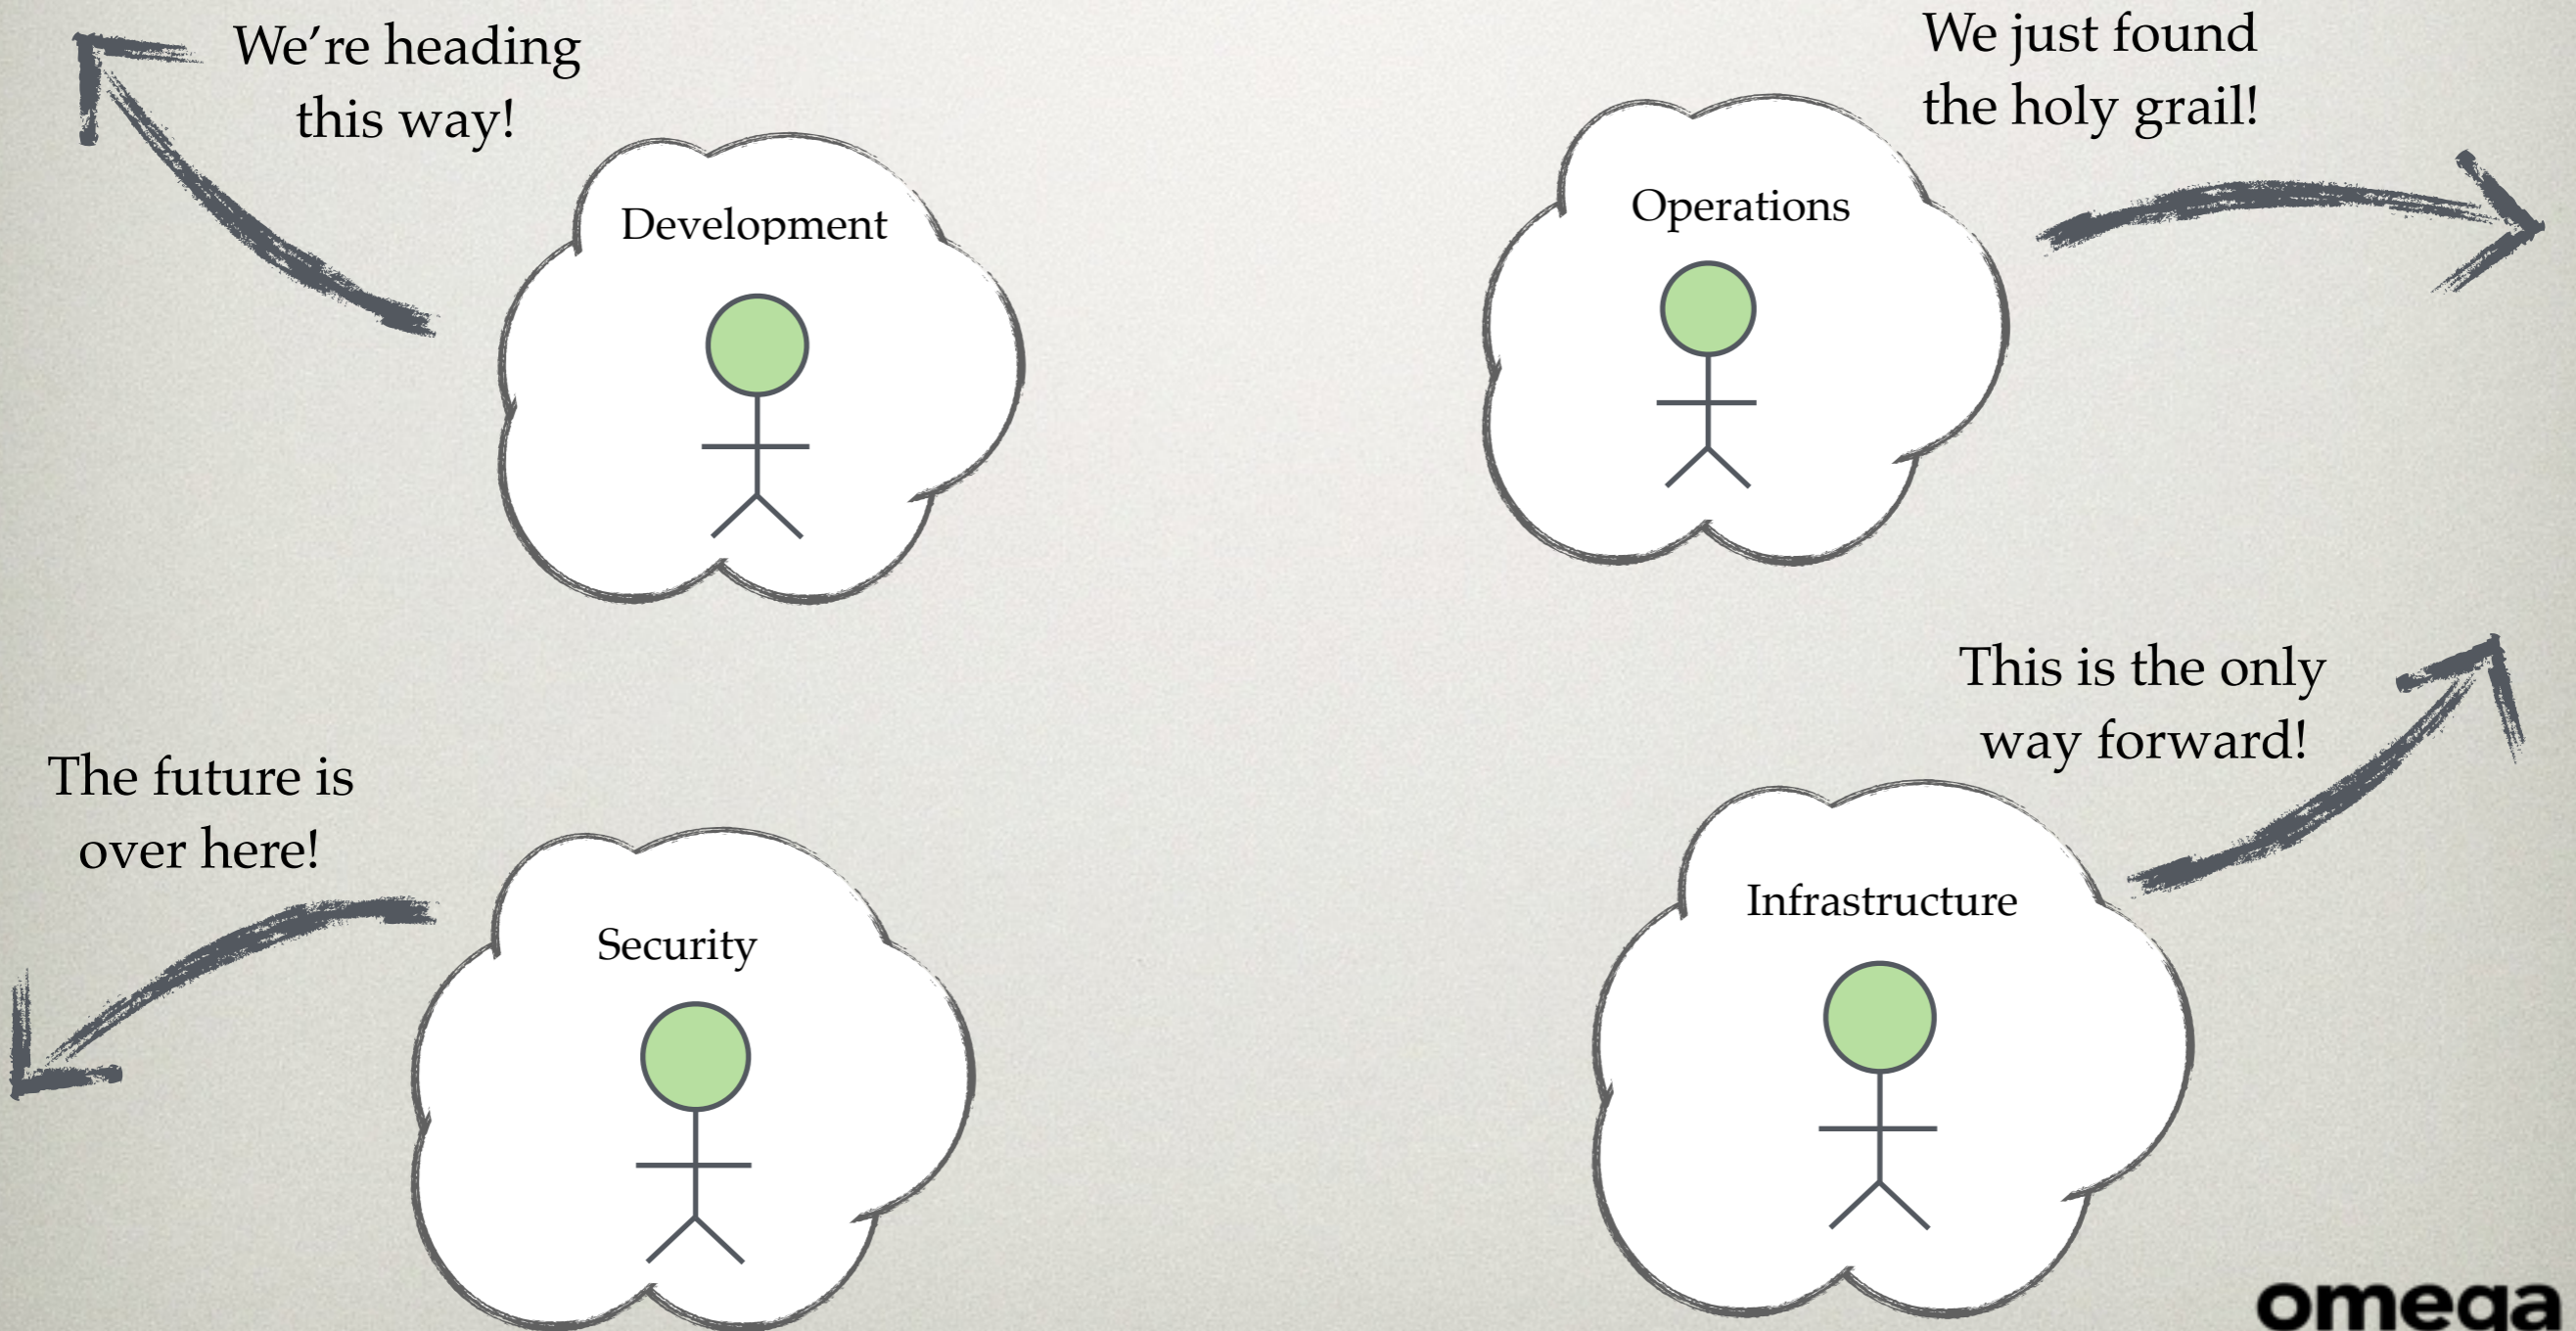 We’re heading
this way!
Development
We just found
the holy grail!
Operations
The future is
over here!
Security
This is the only
way forward!
Infrastructure
omega